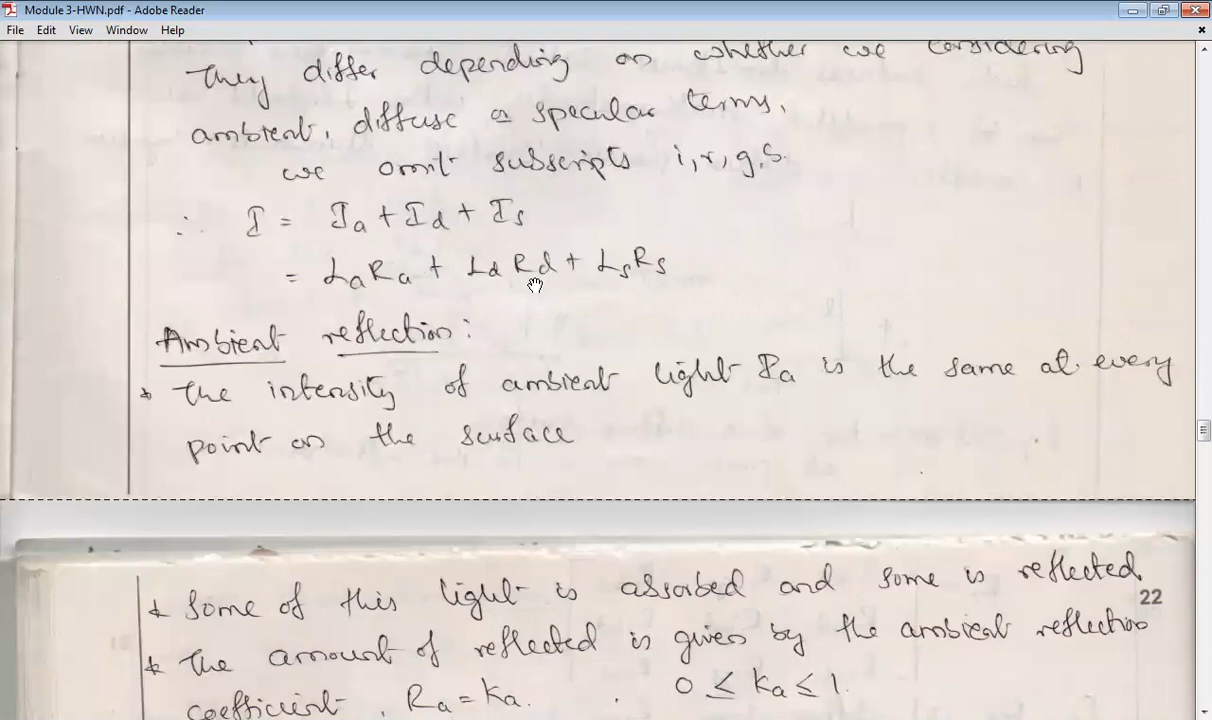 Module 3-HWN.pdf - Adobe Reader
File Edit View Window Help
They differ depending on whether we considering
ambient, diffuse or specular terms.
we omit subscripts i, r, g, s.
∴ I = Ia + Id + Is
= LaRa + LdRd + LsRs
Ambient reflection:
* The intensity of ambient light Ia is the same at every
point on the surface
* Some of this light is absorbed and some is reflected
22
* The amount of reflected is given by the ambient reflection
coefficient. Ra = ka. 0 ≤ ka ≤ 1.